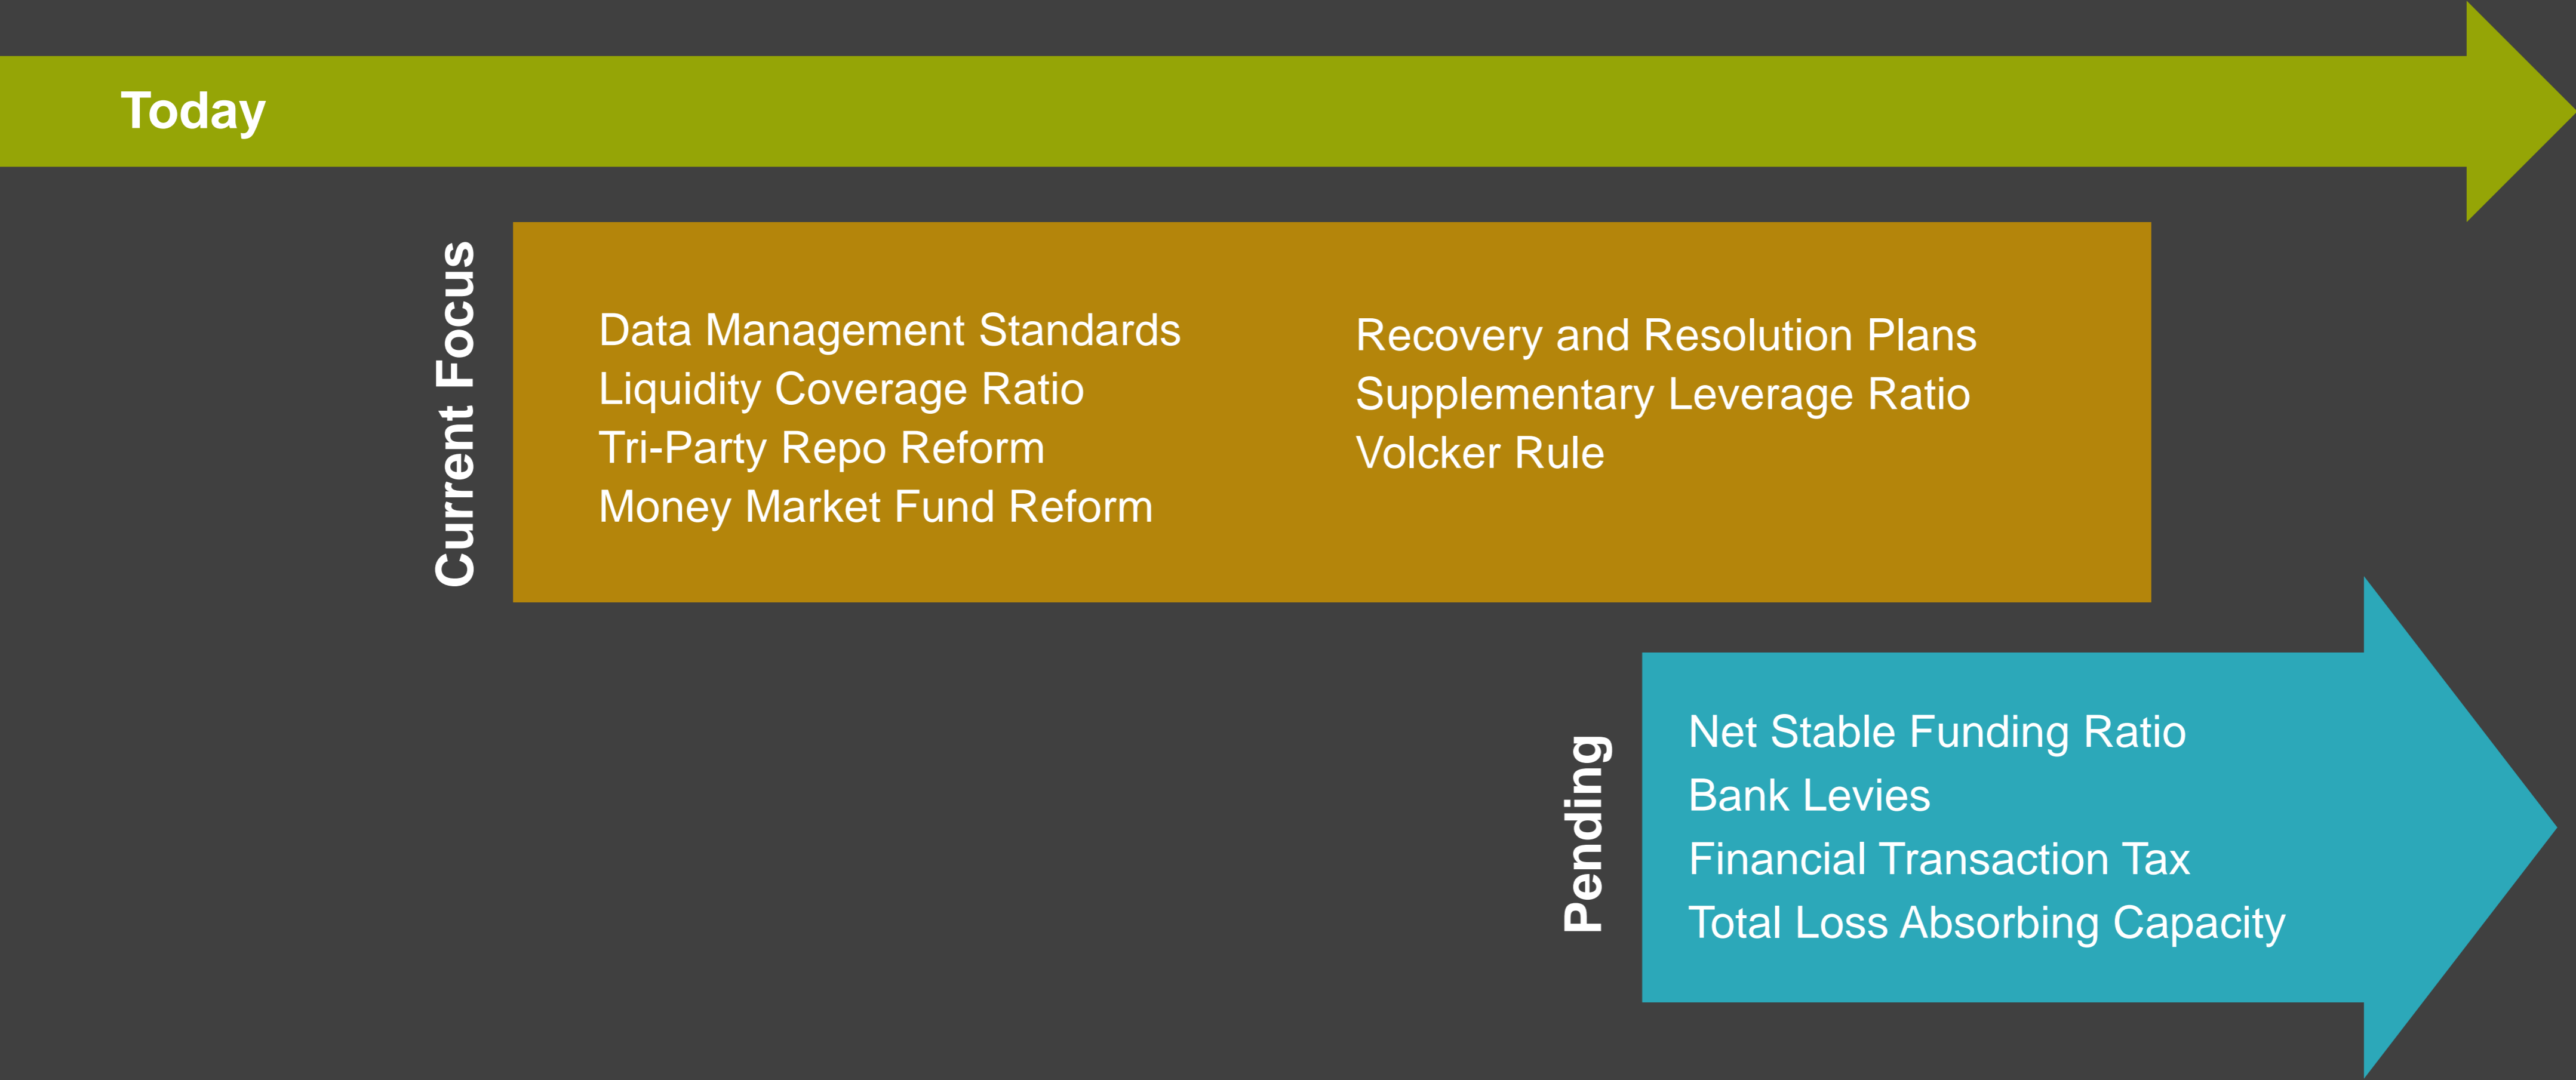 Today
Current Focus
Data Management Standards
Liquidity Coverage Ratio
Tri-Party Repo Reform
Money Market Fund Reform
Recovery and Resolution Plans
Supplementary Leverage Ratio
Volcker Rule
Pending
Net Stable Funding Ratio
Bank Levies
Financial Transaction Tax
Total Loss Absorbing Capacity